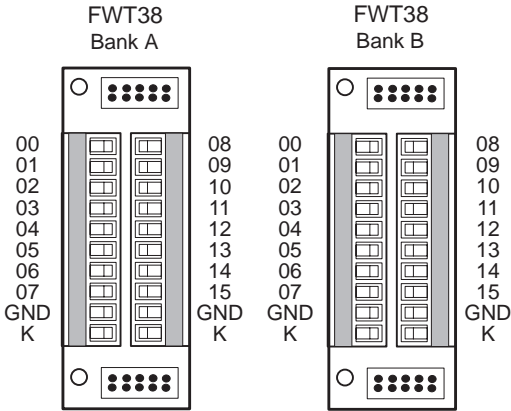 FWT38 FWT38
Bank A Bank B
00 08 00 08
01 09 01 09
02 10 02 10
03 11 03 11
04 12 04 12
05 13 05 13
06 14 06 14
07 15 07 15
GND GND GND GND
K K K K